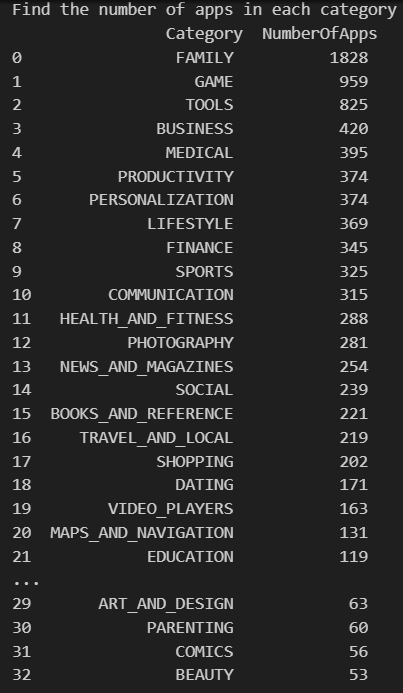 Find the number of apps in each category
Category NumberOfApps
0 FAMILY 1828
1 GAME 959
2 TOOLS 825
3 BUSINESS 420
4 MEDICAL 395
5 PRODUCTIVITY 374
6 PERSONALIZATION 374
7 LIFESTYLE 369
8 FINANCE 345
9 SPORTS 325
10 COMMUNICATION 315
11 HEALTH_AND_FITNESS 288
12 PHOTOGRAPHY 281
13 NEWS_AND_MAGAZINES 254
14 SOCIAL 239
15 BOOKS_AND_REFERENCE 221
16 TRAVEL_AND_LOCAL 219
17 SHOPPING 202
18 DATING 171
19 VIDEO_PLAYERS 163
20 MAPS_AND_NAVIGATION 131
21 EDUCATION 119
...
29 ART_AND_DESIGN 63
30 PARENTING 60
31 COMICS 56
32 BEAUTY 53